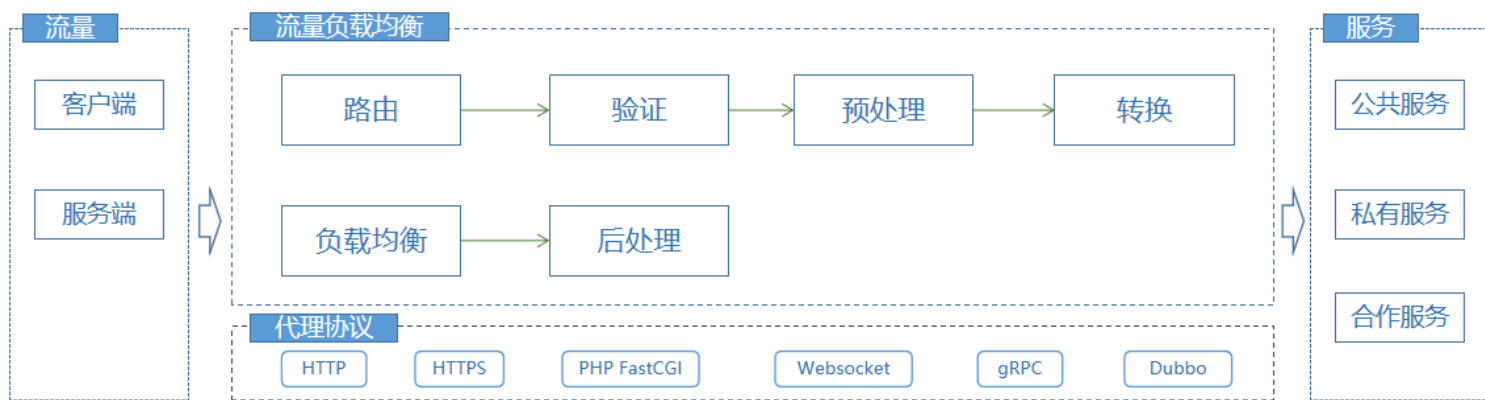 流量
客户端
服务端
流量负载均衡
路由
验证
预处理
转换
负载均衡
后处理
代理协议
HTTP
HTTPS
PHP FastCGI
Websocket
gRPC
Dubbo
服务
公共服务
私有服务
合作服务